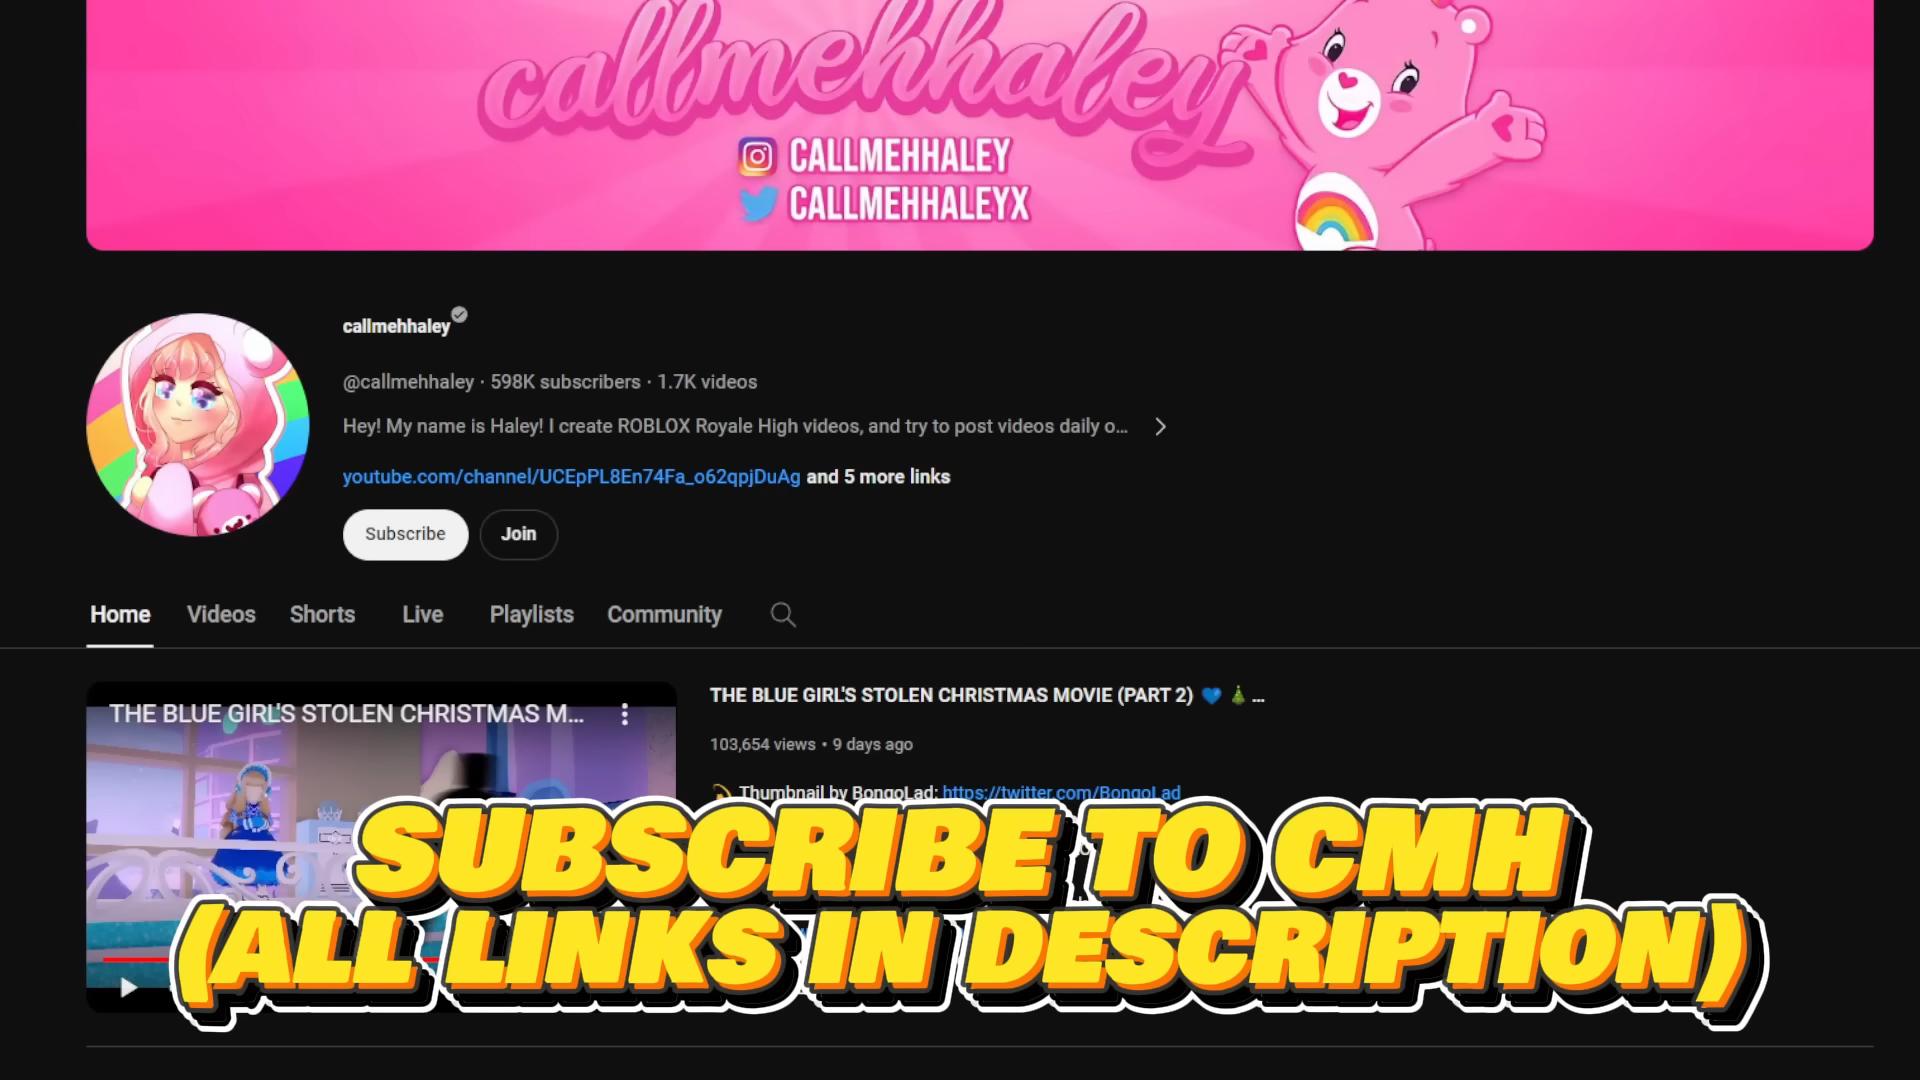 callmehhaley
CALLMEHHALEY
CALLMEHHALEYX
callmehhaley
@callmehhaley · 598K subscribers · 1.7K videos
Hey! My name is Haley! I create ROBLOX Royale High videos, and try to post videos daily o...
youtube.com/channel/UCEpPL8En74Fa_o62qpjDuAg and 5 more links
Subscribe Join
Home Videos Shorts Live Playlists Community
THE BLUE GIRL'S STOLEN CHRISTMAS M...
THE BLUE GIRL'S STOLEN CHRISTMAS MOVIE (PART 2) 💙 🎄 ...
103,654 views • 9 days ago
Thumbnail by BongoLad: https://twitter.com/BongoLad
SUBSCRIBE TO CMH
(ALL LINKS IN DESCRIPTION)